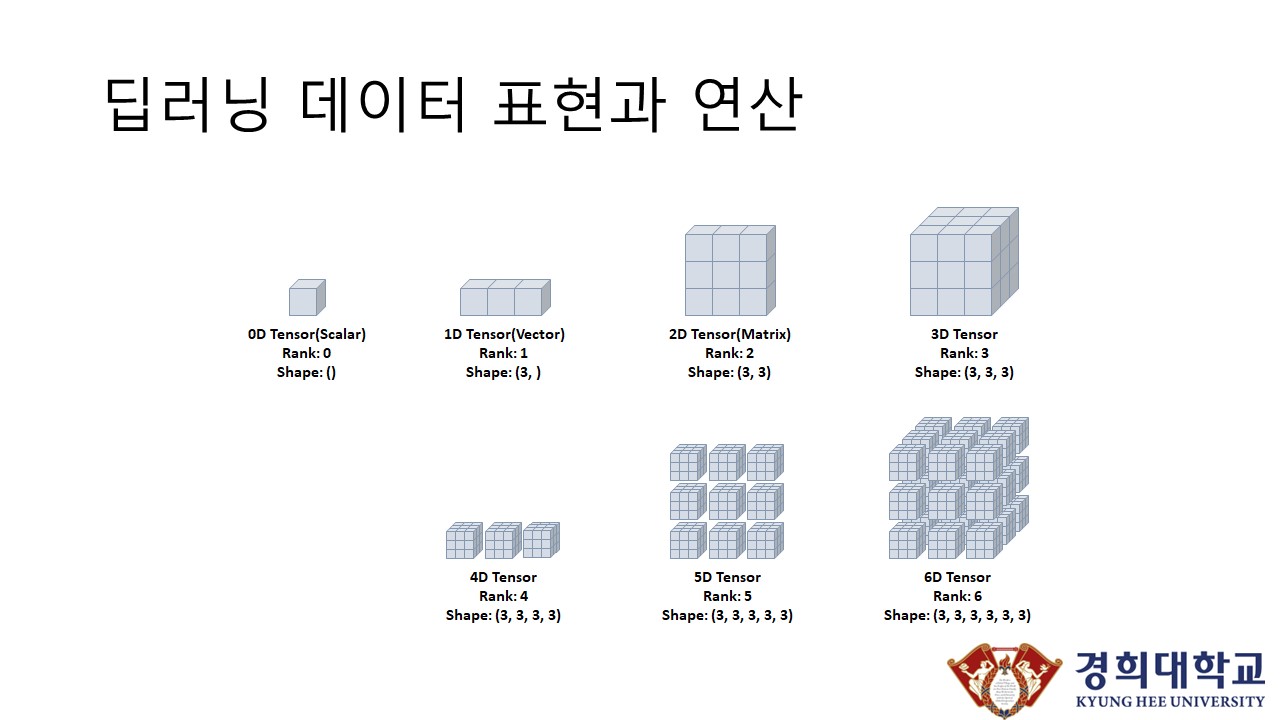 딥러닝 데이터 표현과 연산
0D Tensor(Scalar)
Rank: 0
Shape: ()
1D Tensor(Vector)
Rank: 1
Shape: (3, )
2D Tensor(Matrix)
Rank: 2
Shape: (3, 3)
3D Tensor
Rank: 3
Shape: (3, 3, 3)
4D Tensor
Rank: 4
Shape: (3, 3, 3, 3)
5D Tensor
Rank: 5
Shape: (3, 3, 3, 3, 3)
6D Tensor
Rank: 6
Shape: (3, 3, 3, 3, 3, 3)
경희대학교
KYUNG HEE UNIVERSITY